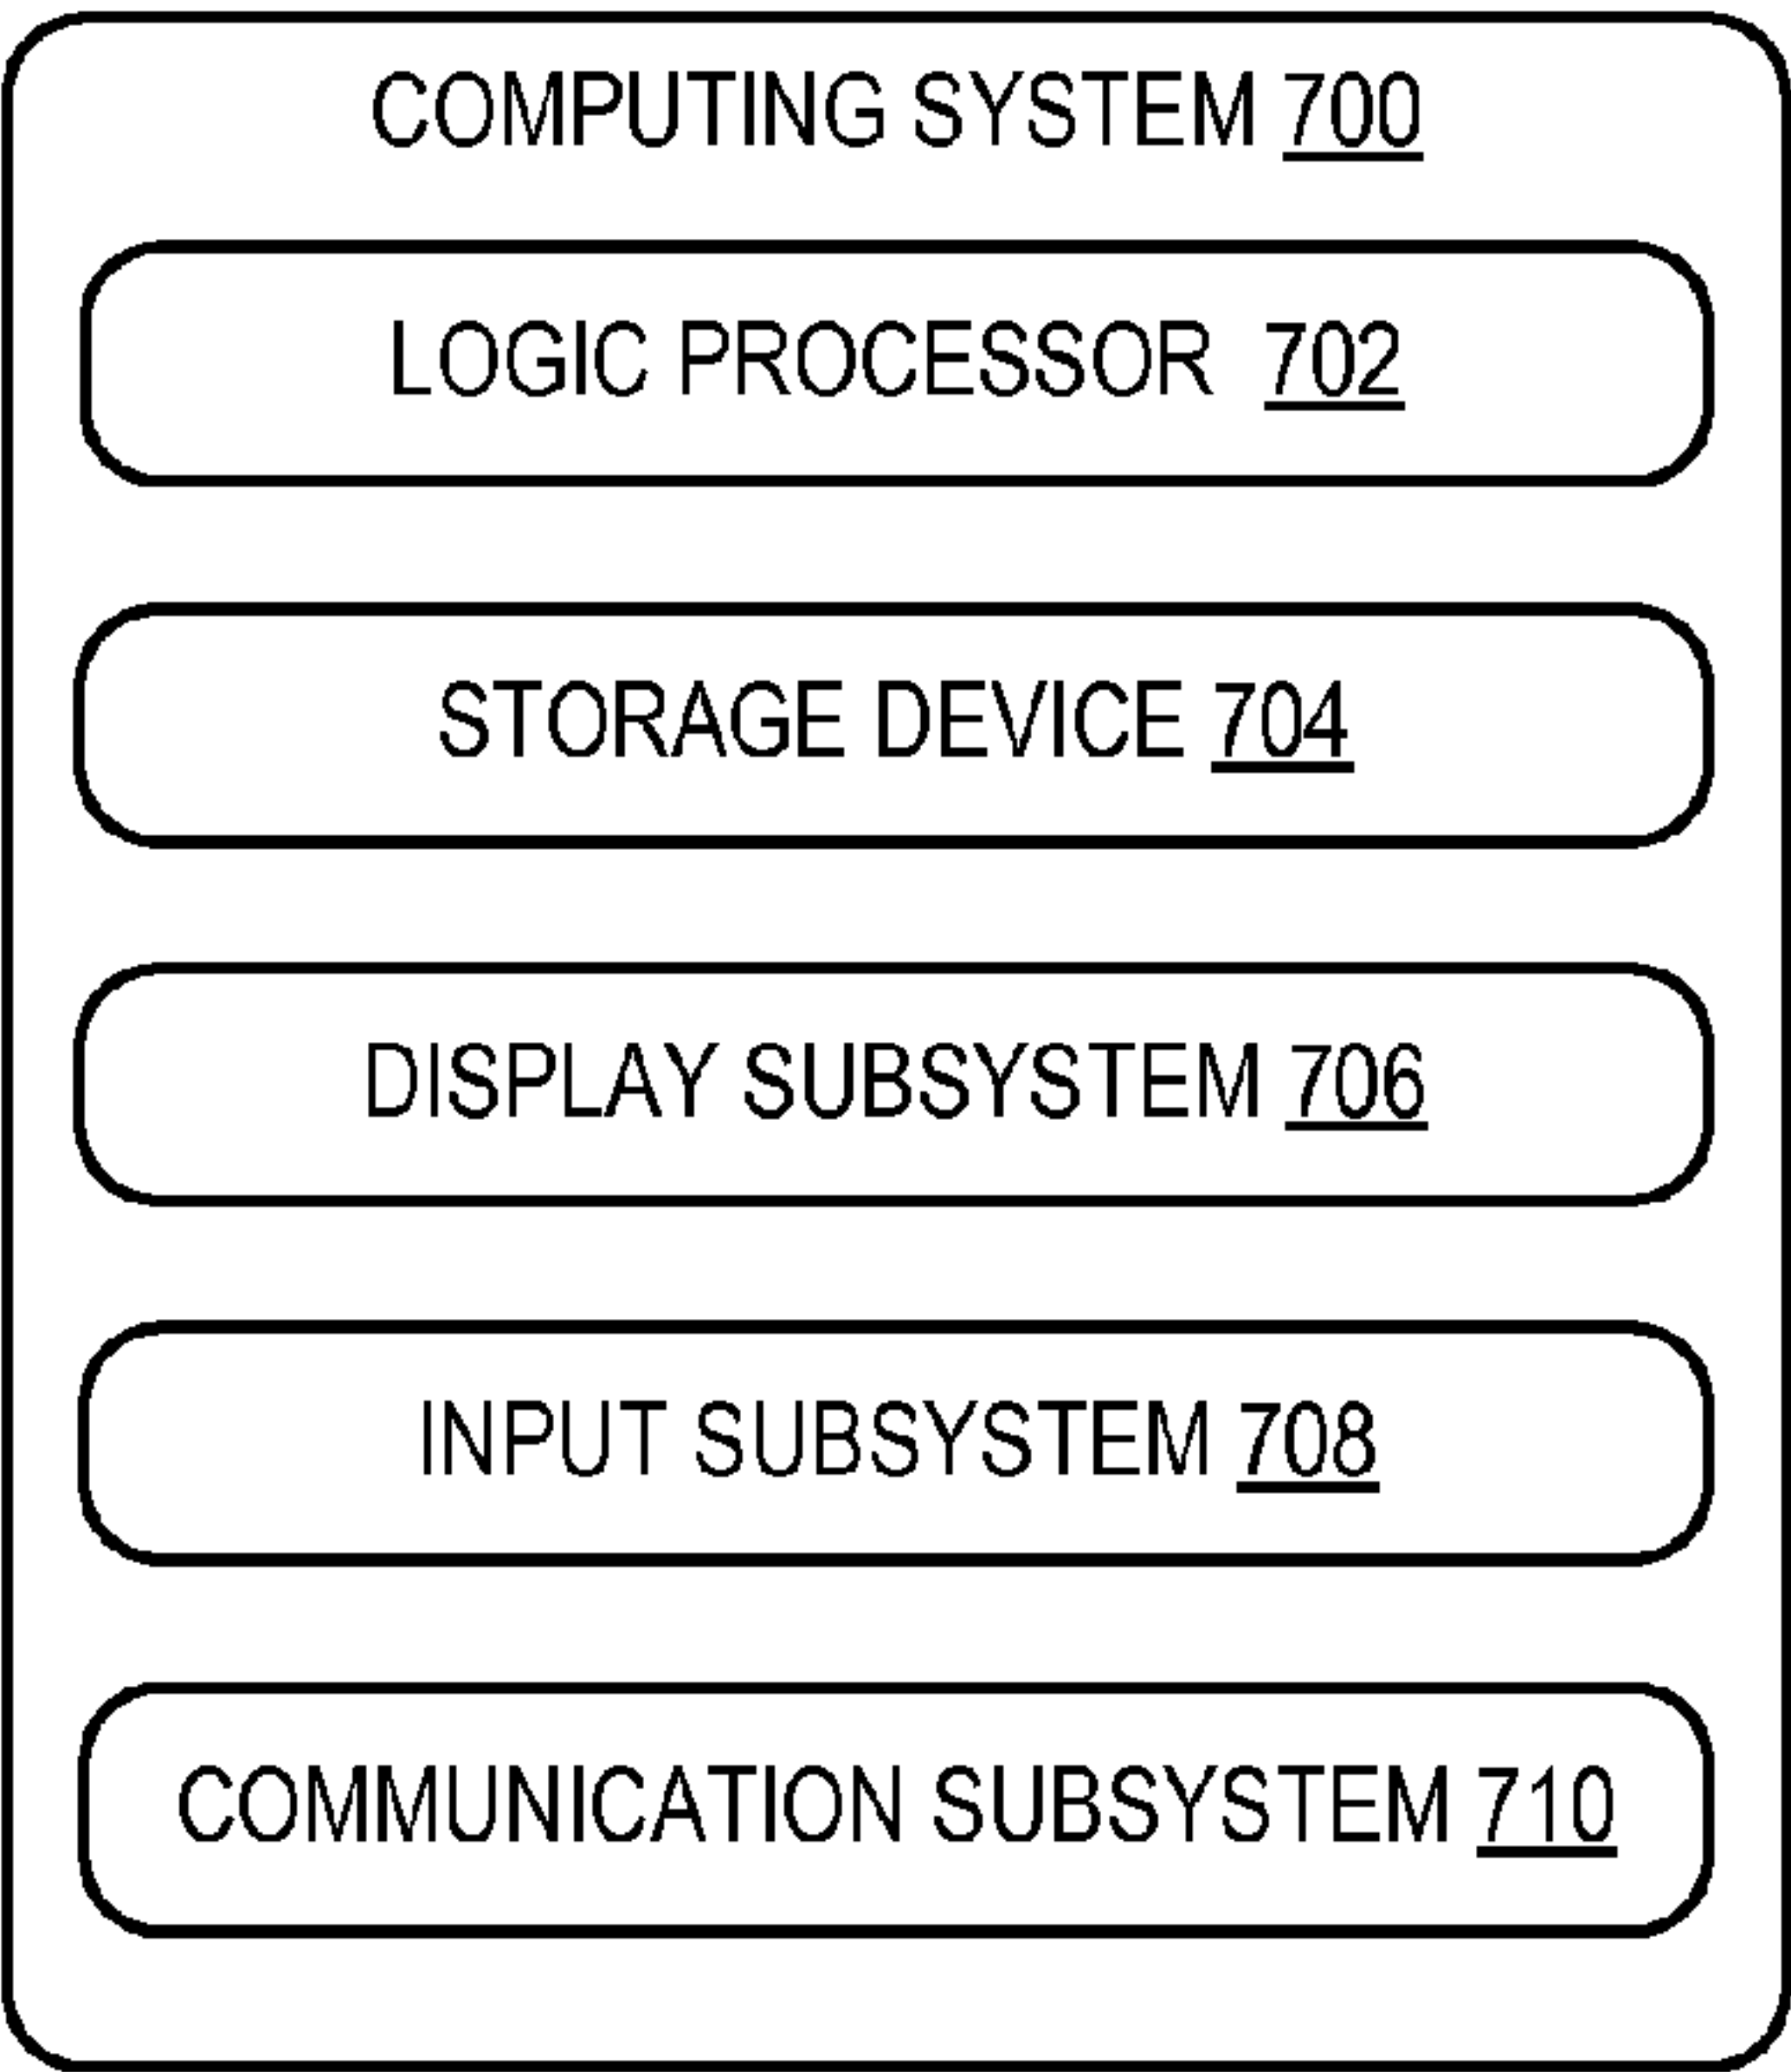 COMPUTING SYSTEM 700
LOGIC PROCESSOR 702
STORAGE DEVICE 704
DISPLAY SUBSYSTEM 706
INPUT SUBSYSTEM 708
COMMUNICATION SUBSYSTEM 710